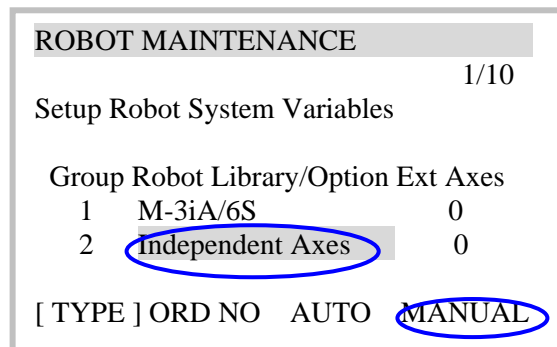 ROBOT MAINTENANCE
1/10
Setup Robot System Variables
Group Robot Library/Option Ext Axes
1 M-3iA/6S 0
2 Independent Axes 0
[ TYPE ] ORD NO AUTO MANUAL